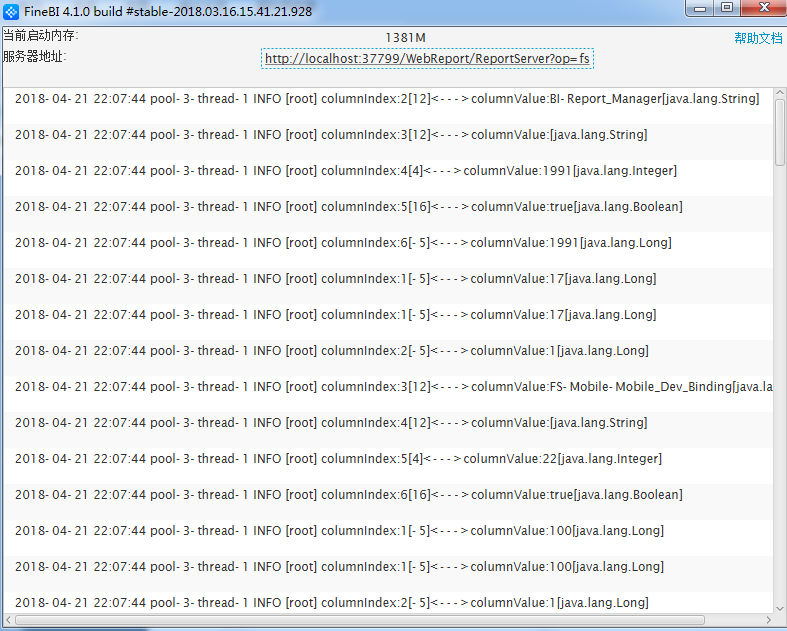 FineBI 4.1.0 build #stable-2018.03.16.15.41.21.928
当前启动内存: 1381M 帮助文档
服务器地址: http://localhost:37799/WebReport/ReportServer?op=fs
2018- 04- 21 22:07:44 pool- 3- thread- 1 INFO [root] columnIndex:2[12]<--->columnValue:BI- Report_Manager[java.lang.String]
2018- 04- 21 22:07:44 pool- 3- thread- 1 INFO [root] columnIndex:3[12]<--->columnValue:[java.lang.String]
2018- 04- 21 22:07:44 pool- 3- thread- 1 INFO [root] columnIndex:4[4]<--->columnValue:1991[java.lang.Integer]
2018- 04- 21 22:07:44 pool- 3- thread- 1 INFO [root] columnIndex:5[16]<--->columnValue:true[java.lang.Boolean]
2018- 04- 21 22:07:44 pool- 3- thread- 1 INFO [root] columnIndex:6[- 5]<--->columnValue:1991[java.lang.Long]
2018- 04- 21 22:07:44 pool- 3- thread- 1 INFO [root] columnIndex:1[- 5]<--->columnValue:17[java.lang.Long]
2018- 04- 21 22:07:44 pool- 3- thread- 1 INFO [root] columnIndex:1[- 5]<--->columnValue:17[java.lang.Long]
2018- 04- 21 22:07:44 pool- 3- thread- 1 INFO [root] columnIndex:2[- 5]<--->columnValue:1[java.lang.Long]
2018- 04- 21 22:07:44 pool- 3- thread- 1 INFO [root] columnIndex:3[12]<--->columnValue:FS- Mobile- Mobile_Dev_Binding[java.la
2018- 04- 21 22:07:44 pool- 3- thread- 1 INFO [root] columnIndex:4[12]<--->columnValue:[java.lang.String]
2018- 04- 21 22:07:44 pool- 3- thread- 1 INFO [root] columnIndex:5[4]<--->columnValue:22[java.lang.Integer]
2018- 04- 21 22:07:44 pool- 3- thread- 1 INFO [root] columnIndex:6[16]<--->columnValue:true[java.lang.Boolean]
2018- 04- 21 22:07:44 pool- 3- thread- 1 INFO [root] columnIndex:1[- 5]<--->columnValue:100[java.lang.Long]
2018- 04- 21 22:07:44 pool- 3- thread- 1 INFO [root] columnIndex:1[- 5]<--->columnValue:100[java.lang.Long]
2018- 04- 21 22:07:44 pool- 3- thread- 1 INFO [root] columnIndex:2[- 5]<--->columnValue:1[java.lang.Long]